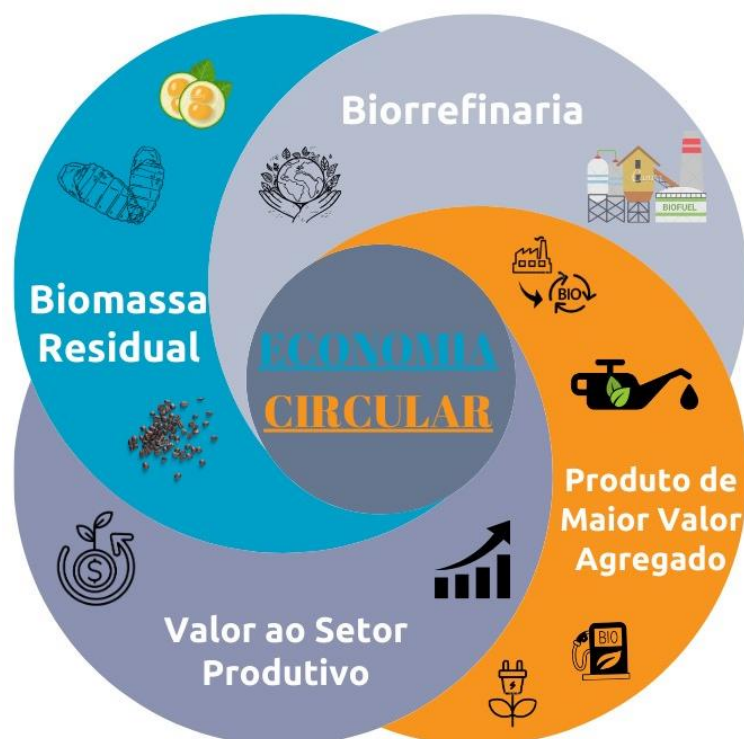 Biorrefinaria
BIOFUEL
BIO
Biomassa
Residual
ECONOMIA
CIRCULAR
Produto de
Maior Valor
Agregado
$
Valor ao Setor
Produtivo
BIO